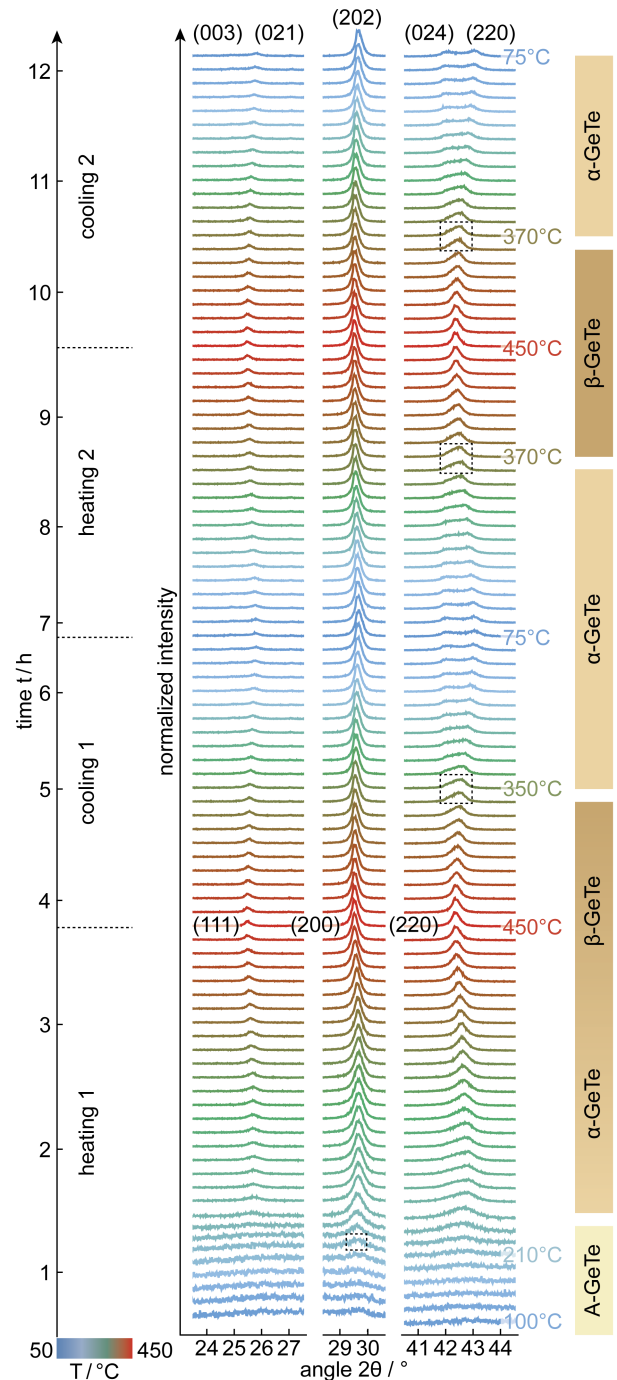 (202)
(003) (021) (024) (220)
75°C
12
α-GeTe
11
cooling 2
370°C
10
β-GeTe
450°C
9
370°C
heating 2
8
α-GeTe
7
75°C
time t / h
normalized intensity
6
cooling 1
5
350°C
4
β-GeTe
(111) (200) (220) 450°C
3
α-GeTe
2
heating 1
210°C
1
A-GeTe
100°C
50 450
T / °C
24 25 26 27 29 30 41 42 43 44
angle 2θ / °